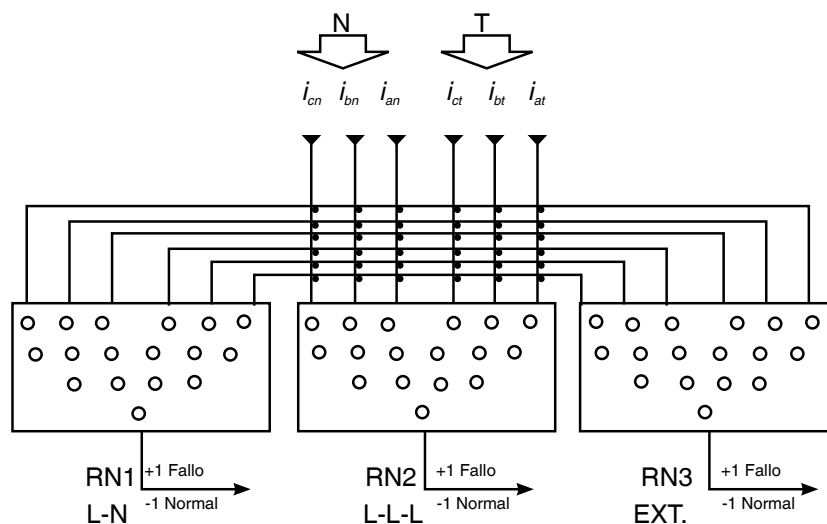 N T
i_cn i_bn i_an i_ct i_bt i_at
RN1 +1 Fallo
L-N -1 Normal
RN2 +1 Fallo
L-L-L -1 Normal
RN3 +1 Fallo
EXT. -1 Normal